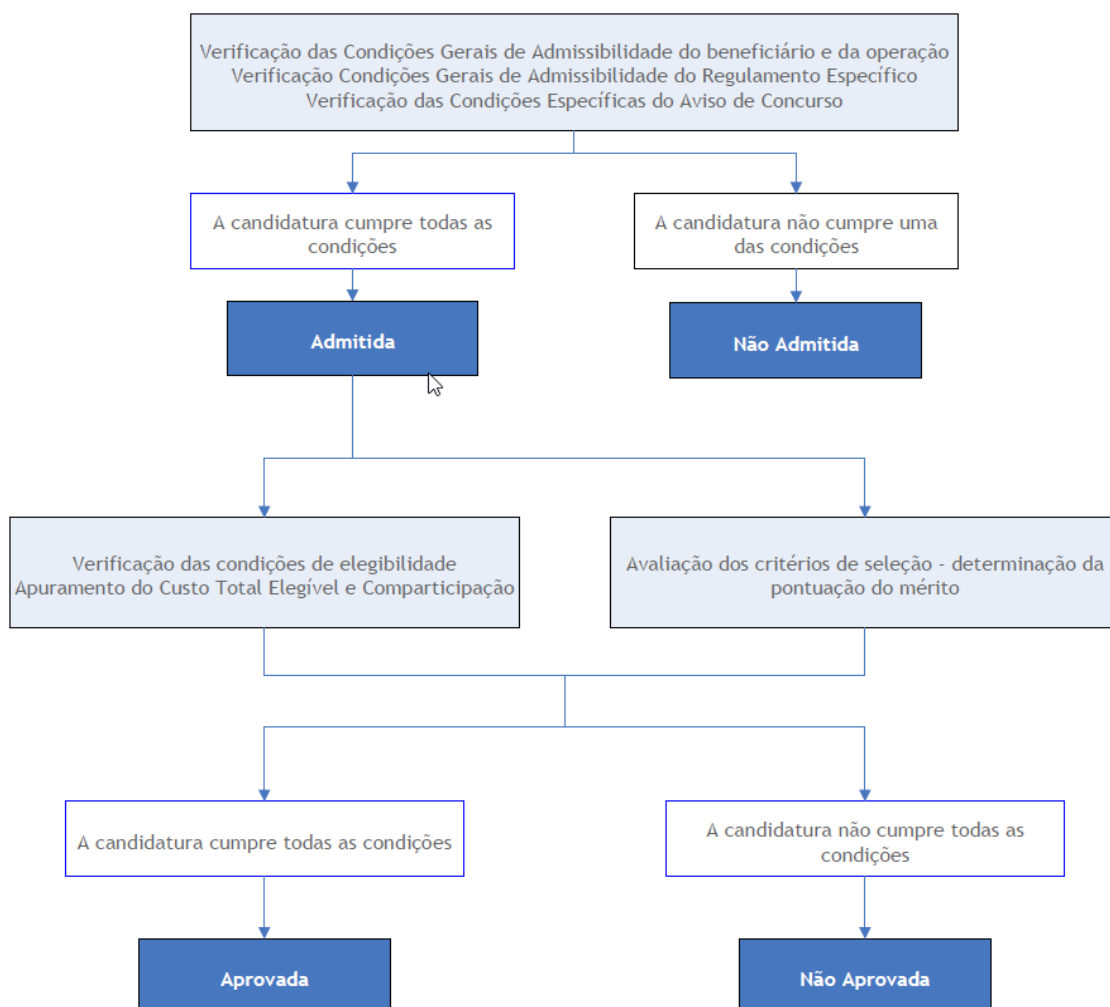 Verificação das Condições Gerais de Admissibilidade do beneficiário e da operação
Verificação Condições Gerais de Admissibilidade do Regulamento Específico
Verificação das Condições Específicas do Aviso de Concurso
A candidatura cumpre todas as
condições
A candidatura não cumpre uma
das condições
Admitida
Não Admitida
Verificação das condições de elegibilidade
Apuramento do Custo Total Elegível e Comparticipação
Avaliação dos critérios de seleção - determinação da
pontuação do mérito
A candidatura cumpre todas as condições
A candidatura não cumpre todas as
condições
Aprovada
Não Aprovada